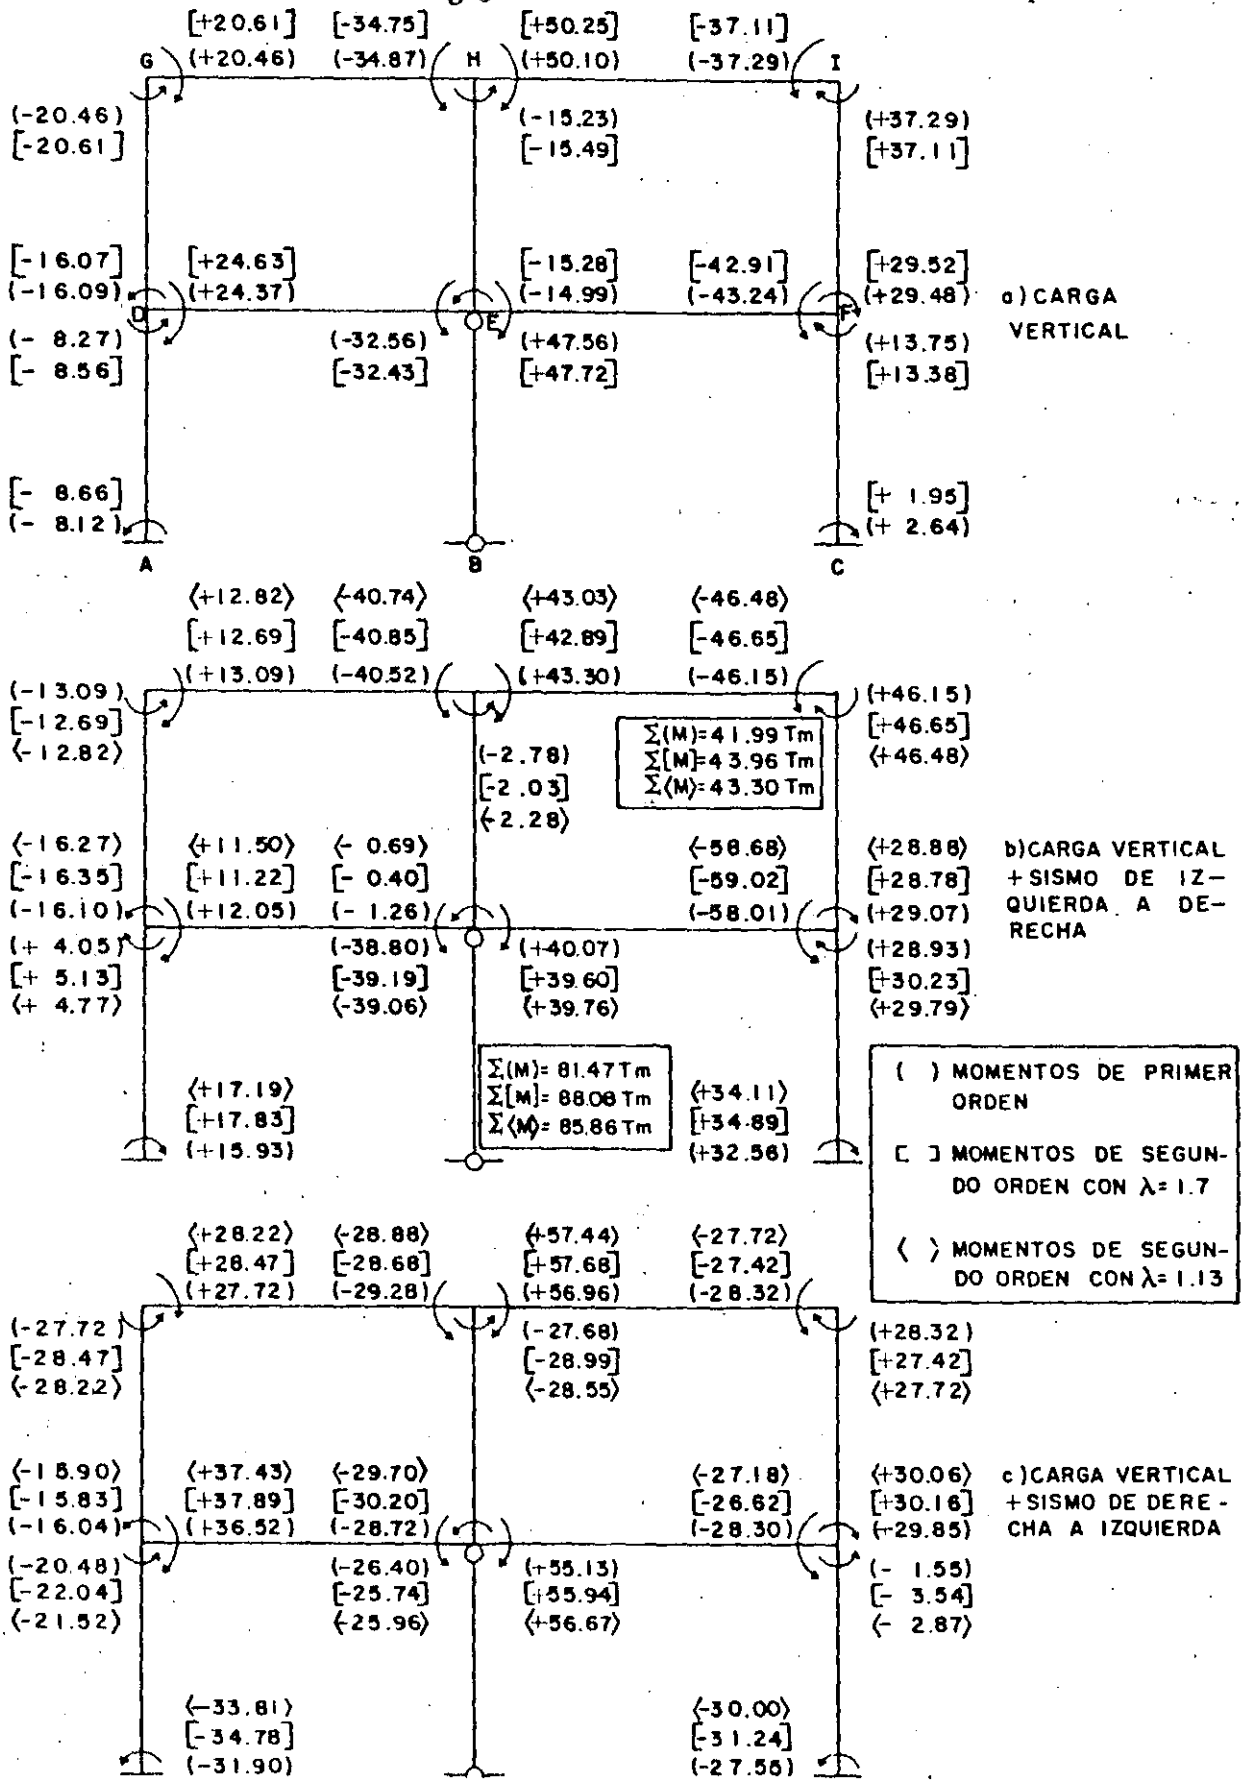 [+20.61] [-34.75] [+50.25] [-37.11]
G (+20.46) (-34.87) H (+50.10) (-37.29) I
(-20.46) (-15.23) (+37.29)
[-20.61] [-15.49] [+37.11]
[-16.07] [+24.63] [-15.28] [-42.91] [+29.52]
(-16.09) (+24.37) (-14.99) (-43.24) (+29.48) a) CARGA
D E F
(- 8.27) (-32.56) (+47.56) (+13.75) VERTICAL
[- 8.56] [-32.43] [+47.72] [+13.38]
[- 8.66] [+ 1.95]
(- 8.12) (+ 2.64)
A B C
⟨+12.82⟩ ⟨-40.74⟩ ⟨+43.03⟩ ⟨-46.48⟩
[+12.69] [-40.85] [+42.89] [-46.65]
(+13.09) (-40.52) (+43.30) (-46.15)
(-13.09) (+46.15)
[-12.69] Σ(M)=41.99 Tm [+46.65]
⟨-12.82⟩ (-2.78) Σ[M]=43.96 Tm ⟨+46.48⟩
[-2.03] Σ⟨M⟩=43.30 Tm
⟨-2.28⟩
⟨-16.27⟩ ⟨+11.50⟩ ⟨- 0.69⟩ ⟨-58.68⟩ ⟨+28.88⟩ b)CARGA VERTICAL
[-16.35] [+11.22] [- 0.40] [-59.02] [+28.78] + SISMO DE IZ-
(-16.10) (+12.05) (- 1.26) (-58.01) (+29.07) QUIERDA A DE-
(+ 4.05) (-38.80) (+40.07) (+28.93) RECHA
[+ 5.13] [-39.19] [+39.60] [+30.23]
⟨+ 4.77⟩ ⟨-39.06⟩ ⟨+39.76⟩ ⟨+29.79⟩
Σ(M)= 81.47 Tm
Σ[M]= 88.08 Tm
Σ⟨M⟩= 85.86 Tm
⟨+17.19⟩ ⟨+34.11⟩
[+17.83] [+34.89]
(+15.93) (+32.56)
( ) MOMENTOS DE PRIMER
ORDEN
[ ] MOMENTOS DE SEGUN-
DO ORDEN CON λ= 1.7
⟨ ⟩ MOMENTOS DE SEGUN-
DO ORDEN CON λ= 1.13
⟨+28.22⟩ ⟨-28.88⟩ ⟨+57.44⟩ ⟨-27.72⟩
[+28.47] [-28.68] [+57.68] [-27.42]
(+27.72) (-29.28) (+56.96) (-28.32)
(-27.72) (-27.68) (+28.32)
[-28.47] [-28.99] [+27.42]
⟨-28.22⟩ ⟨-28.55⟩ ⟨+27.72⟩
⟨-15.90⟩ ⟨+37.43⟩ ⟨-29.70⟩ ⟨-27.18⟩ ⟨+30.06⟩ c)CARGA VERTICAL
[-15.83] [+37.89] [-30.20] [-26.62] [+30.16] + SISMO DE DERE-
(-16.04) (+36.52) (-28.72) (-28.30) (+29.85) CHA A IZQUIERDA
(-20.48) (-26.40) (+55.13) (- 1.55)
[-22.04] [-25.74] [+55.94] [- 3.54]
⟨-21.52⟩ ⟨-25.96⟩ ⟨+56.67⟩ ⟨- 2.87⟩
⟨-33.81⟩ ⟨-30.00⟩
[-34.78] [-31.24]
(-31.90) (-27.56)